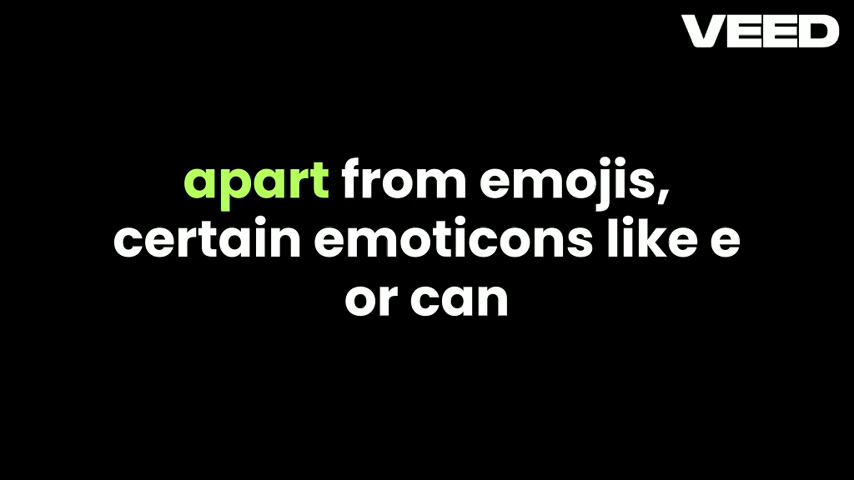 VEED
apart from emojis,
certain emoticons like e
or can